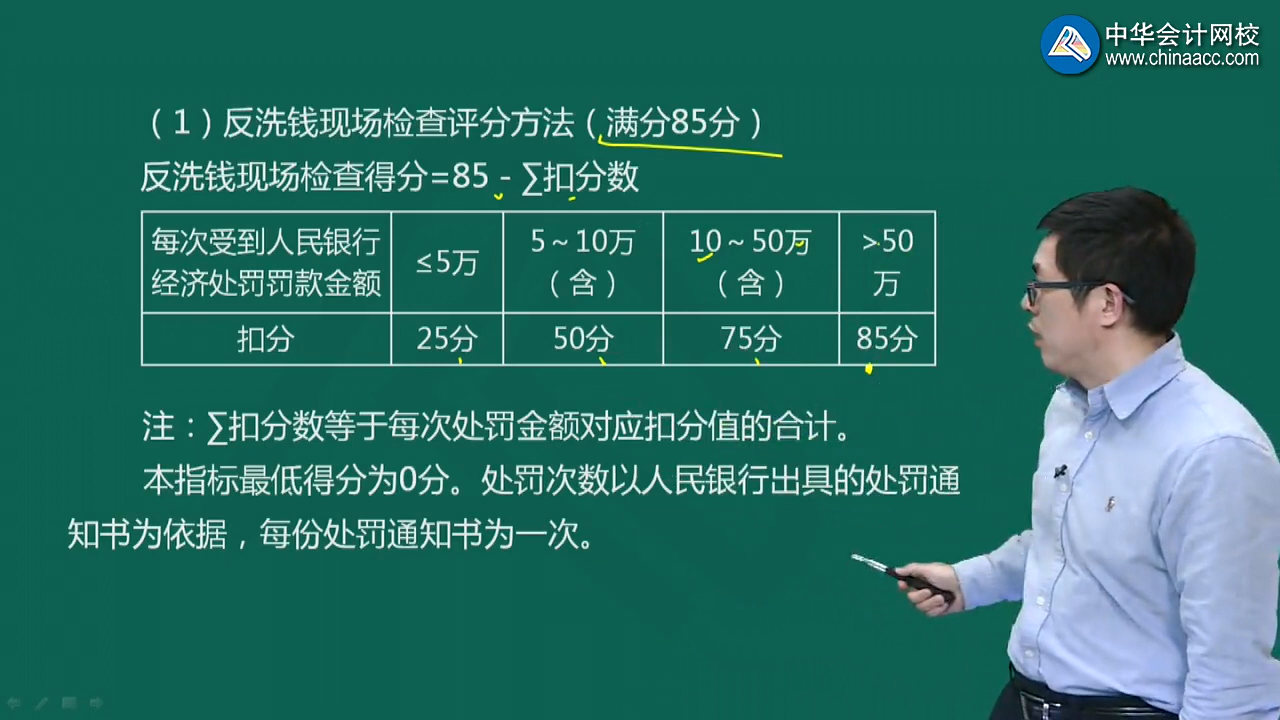 中华会计网校
www.chinaacc.com
（1）反洗钱现场检查评分方法（满分85分）
反洗钱现场检查得分=85 - ∑扣分数
每次受到人民银行经济处罚罚款金额 ≤5万 5～10万（含） 10～50万（含） >50万
扣分 25分 50分 75分 85分
注：∑扣分数等于每次处罚金额对应扣分值的合计。
本指标最低得分为0分。处罚次数以人民银行出具的处罚通
知书为依据，每份处罚通知书为一次。